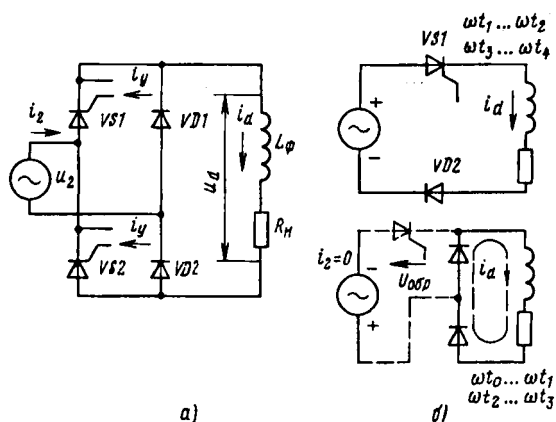 i_y
VS1
VD1
i_2
u_2
i_y
VS2
VD2
u_d
i_d
L_ф
R_н
а)
VS1
ωt_1 ... ωt_2
ωt_3 ... ωt_4
+
−
i_d
VD2
i_2=0
−
+
U_обр
i_d
ωt_0 ... ωt_1
ωt_2 ... ωt_3
б)